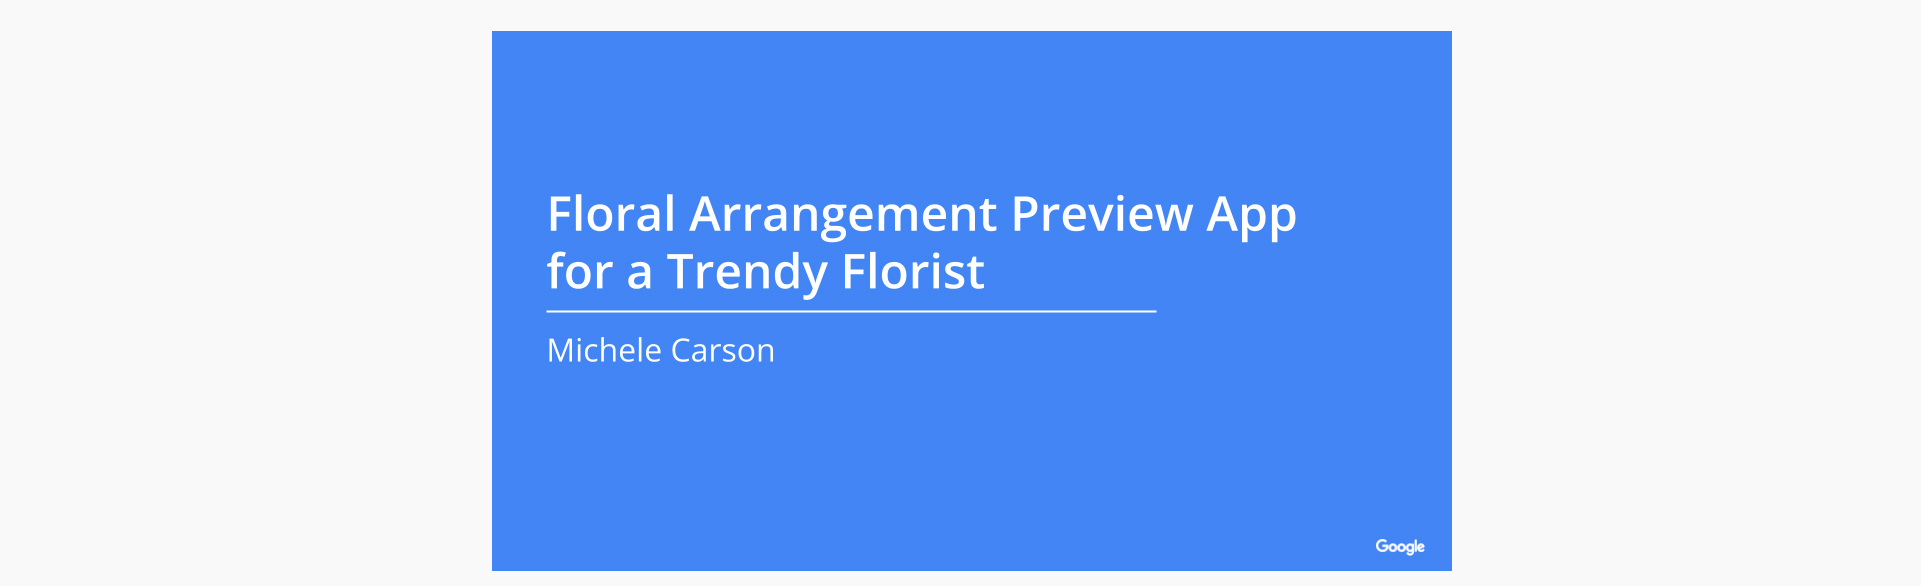 Floral Arrangement Preview App
for a Trendy Florist
Michele Carson
Google